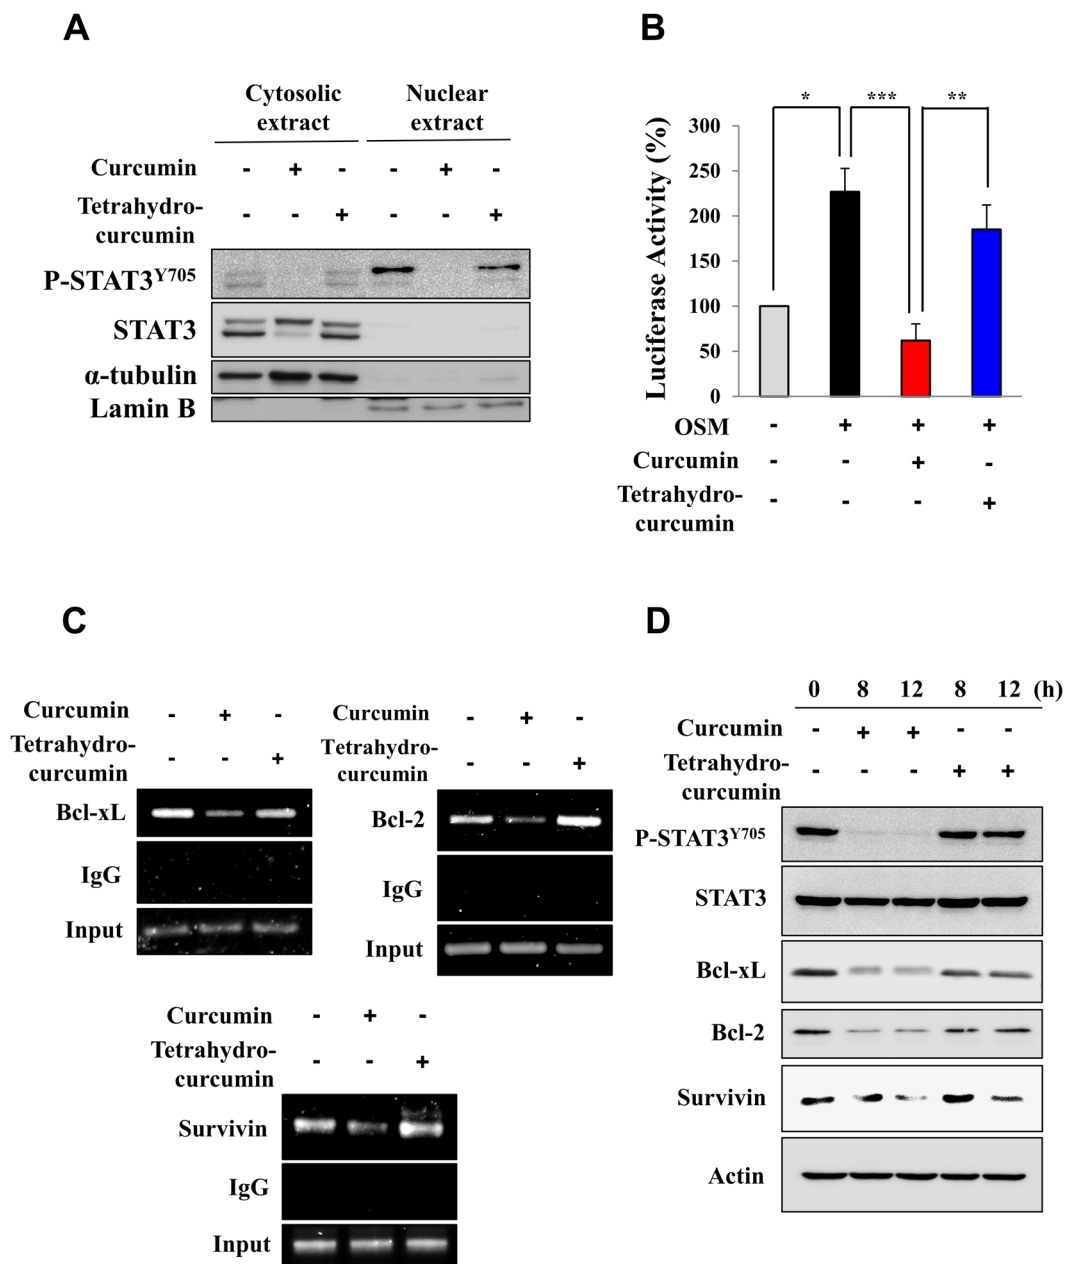 A
Cytosolic extract
Nuclear extract
Curcumin - + - - + -
Tetrahydro-
curcumin - - + - - +
P-STAT3Y705
STAT3
α-tubulin
Lamin B
B
* *** **
Luciferase Activity (%)
300
250
200
150
100
50
0
OSM - + + +
Curcumin - - + -
Tetrahydro-
curcumin - - - +
C
Curcumin - + -
Tetrahydro-
curcumin - - +
Bcl-xL
IgG
Input
Curcumin - + -
Tetrahydro-
curcumin - - +
Bcl-2
IgG
Input
Curcumin - + -
Tetrahydro-
curcumin - - +
Survivin
IgG
Input
D
0 8 12 8 12 (h)
Curcumin - + + - -
Tetrahydro-
curcumin - - - + +
P-STAT3Y705
STAT3
Bcl-xL
Bcl-2
Survivin
Actin